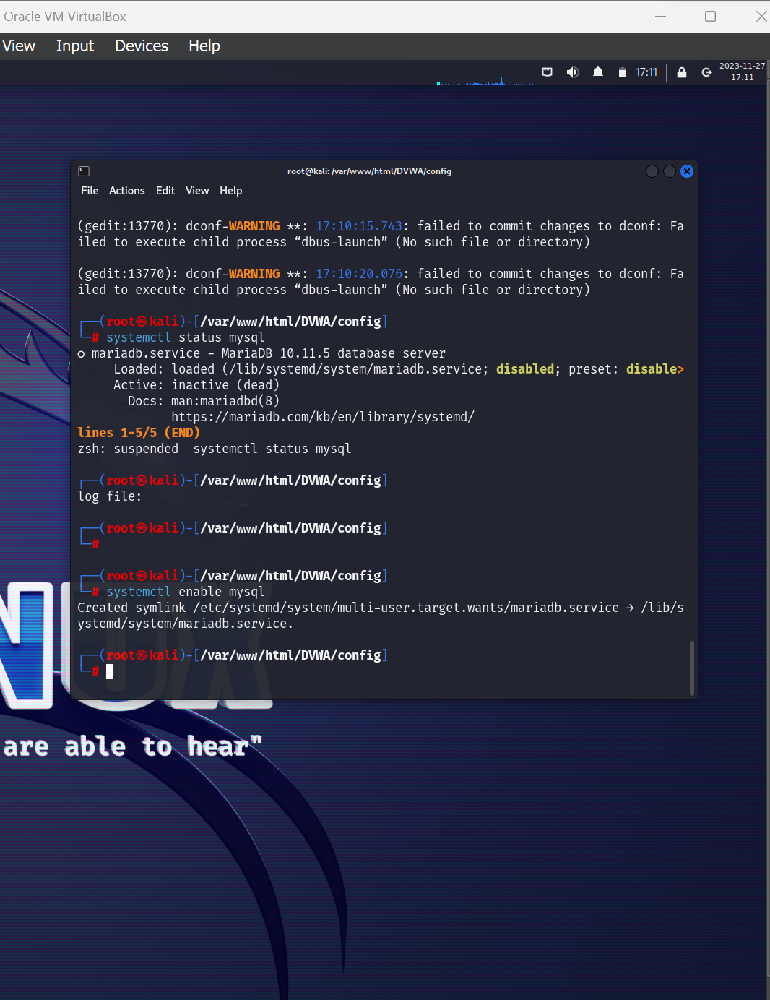 Oracle VM VirtualBox
View Input Devices Help
17:11
2023-11-27
17:11
root@kali: /var/www/html/DVWA/config
File Actions Edit View Help
(gedit:13770): dconf-WARNING **: 17:10:15.743: failed to commit changes to dconf: Fa
iled to execute child process “dbus-launch” (No such file or directory)
(gedit:13770): dconf-WARNING **: 17:10:20.076: failed to commit changes to dconf: Fa
iled to execute child process “dbus-launch” (No such file or directory)
┌──(root㉿kali)-[/var/www/html/DVWA/config]
└─# systemctl status mysql
○ mariadb.service - MariaDB 10.11.5 database server
Loaded: loaded (/lib/systemd/system/mariadb.service; disabled; preset: disable>
Active: inactive (dead)
Docs: man:mariadbd(8)
https://mariadb.com/kb/en/library/systemd/
lines 1-5/5 (END)
zsh: suspended  systemctl status mysql
┌──(root㉿kali)-[/var/www/html/DVWA/config]
log file:
┌──(root㉿kali)-[/var/www/html/DVWA/config]
└─#
┌──(root㉿kali)-[/var/www/html/DVWA/config]
└─# systemctl enable mysql
Created symlink /etc/systemd/system/multi-user.target.wants/mariadb.service → /lib/s
ystemd/system/mariadb.service.
┌──(root㉿kali)-[/var/www/html/DVWA/config]
└─#
NUX
are able to hear"